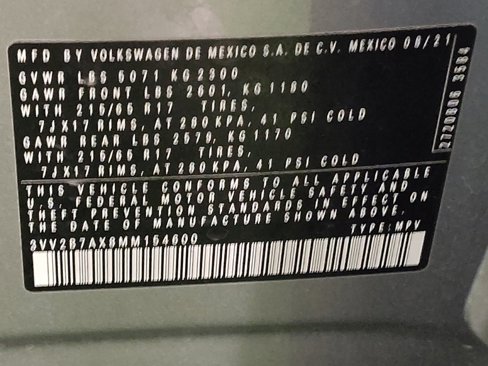 MFD BY VOLKSWAGEN DE MEXICO S.A. DE C.V. MEXICO 08/21
GVWR LBS 5071 KG 2300
GAWR FRONT LBS 2601, KG 1180
WITH 215/65 R17 TIRES,
7JX17 RIMS, AT 280KPA, 41 PSI COLD
GAWR REAR LBS 2579, KG 1170
WITH 215/65 R17 TIRES,
7JX17 RIMS, AT 280KPA, 41 PSI COLD
THIS VEHICLE CONFORMS TO ALL APPLICABLE
U.S. FEDERAL MOTOR VEHICLE SAFETY AND
THEFT PREVENTION STANDARDS IN EFFECT ON
THE DATE OF MANUFACTURE SHOWN ABOVE.
3VV2B7AX8MM154600 TYPE:MPV